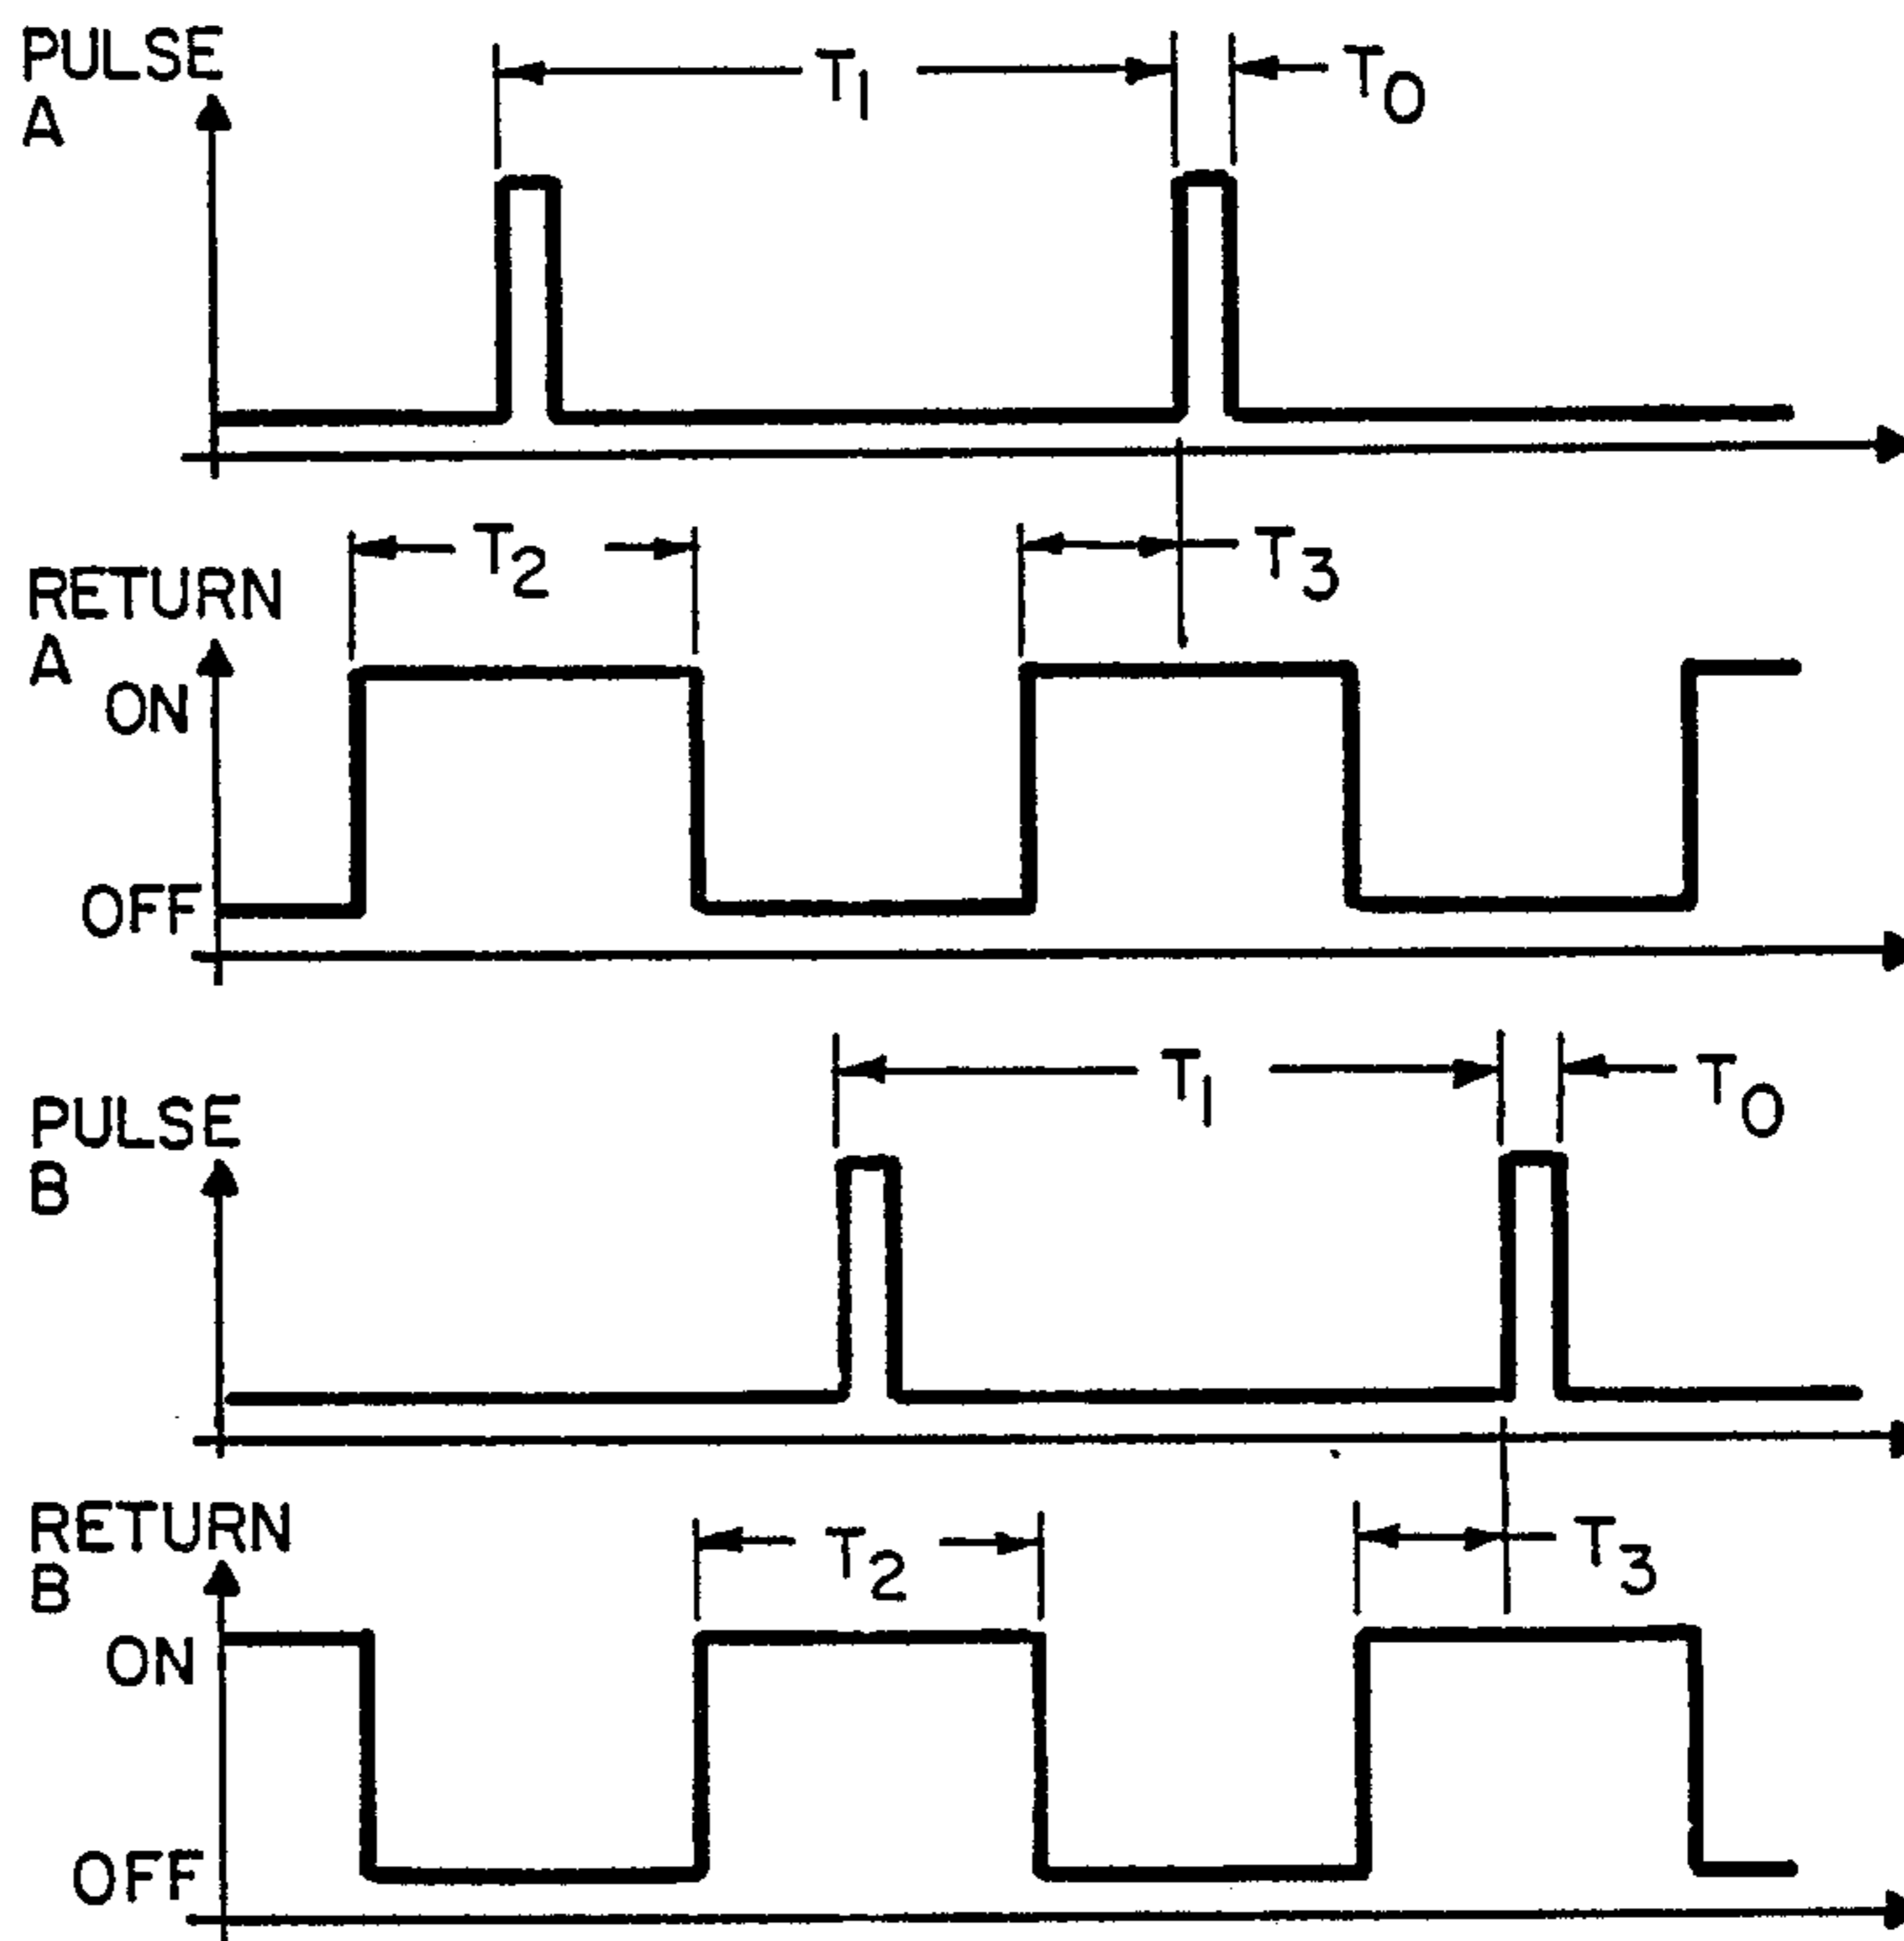 PULSE
A
T1
T0
RETURN
A
T2
T3
ON
OFF
PULSE
B
T1
T0
RETURN
B
T2
T3
ON
OFF